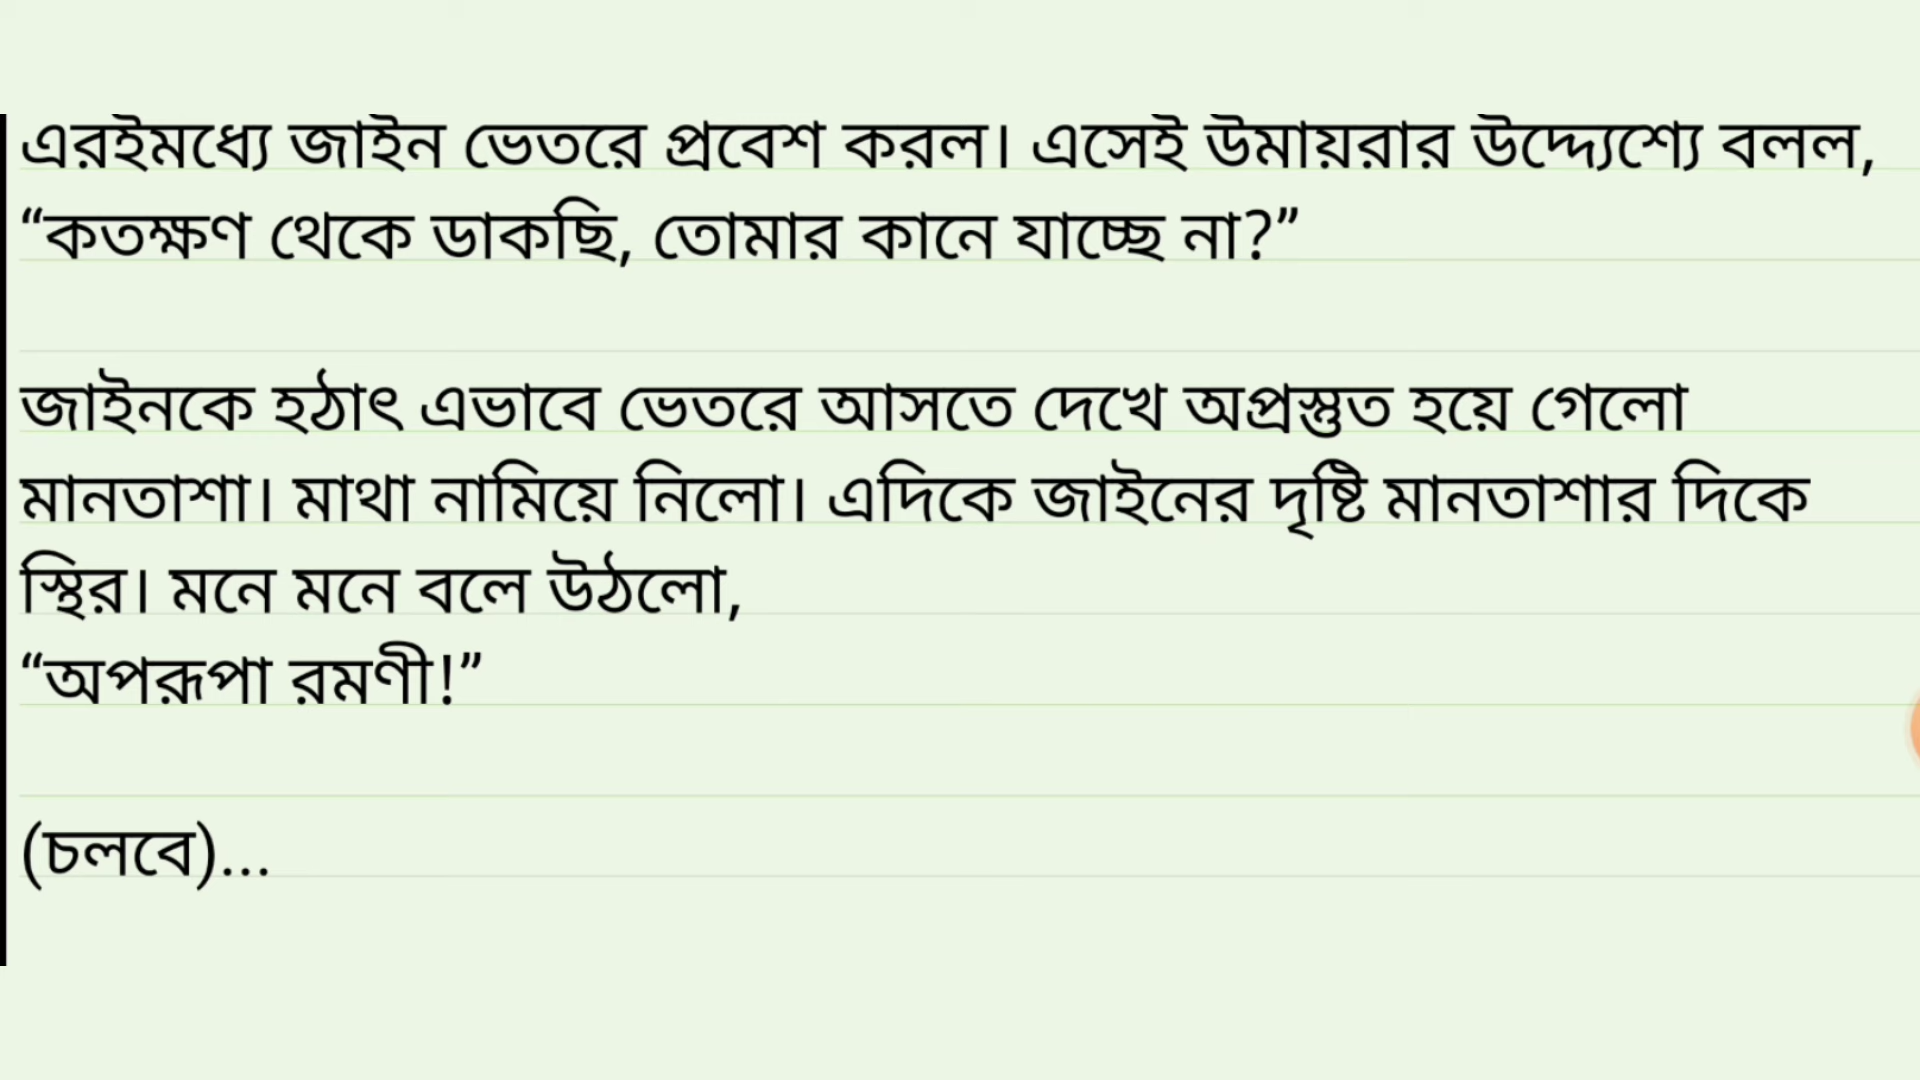 এরইমধ্যে জাইন ভেতরে প্রবেশ করল। এসেই উমায়রার উদ্দ্যেশ্যে বলল,
“কতক্ষণ থেকে ডাকছি, তোমার কানে যাচ্ছে না?”
জাইনকে হঠাৎ এভাবে ভেতরে আসতে দেখে অপ্রস্তুত হয়ে গেলো
মানতাশা। মাথা নামিয়ে নিলো। এদিকে জাইনের দৃষ্টি মানতাশার দিকে
স্থির। মনে মনে বলে উঠলো,
“অপরূপা রমণী!”
(চলবে)...